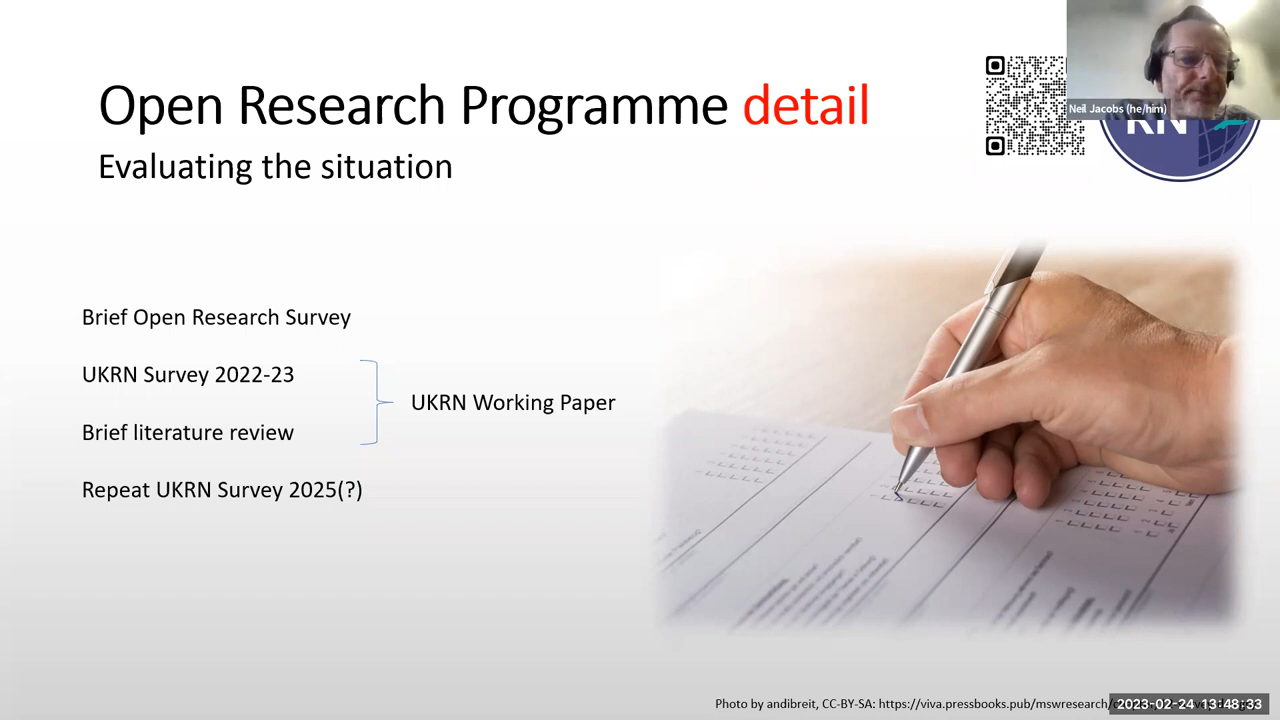 Open Research Programme detail
Evaluating the situation
Neil Jacobs (he/him)
RN
Brief Open Research Survey
UKRN Survey 2022-23
Brief literature review
UKRN Working Paper
Repeat UKRN Survey 2025(?)
Photo by andibreit, CC-BY-SA: https://viva.pressbooks.pub/mswresearch/
2023-02-24 13:48:33